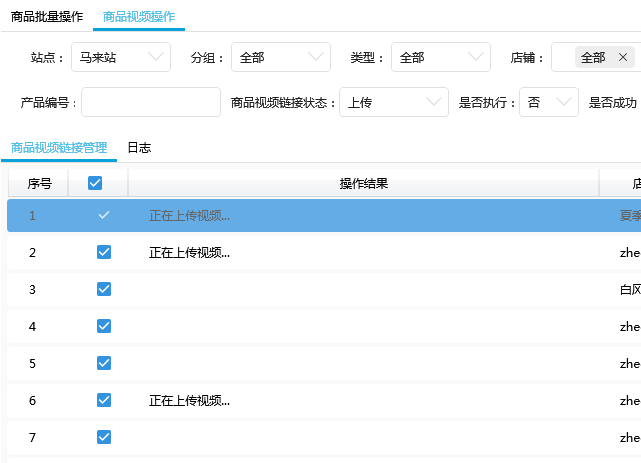 商品批量操作 商品视频操作
站点： 马来站 分组： 全部 类型： 全部 店铺： 全部 ×
产品编号： 商品视频链接状态： 上传 是否执行： 否 是否成功
商品视频链接管理 日志
序号 操作结果
1 正在上传视频... 夏季
2 正在上传视频... zhe
3 白风
4 zhe
5 zhe
6 正在上传视频... zhe
7 zhe